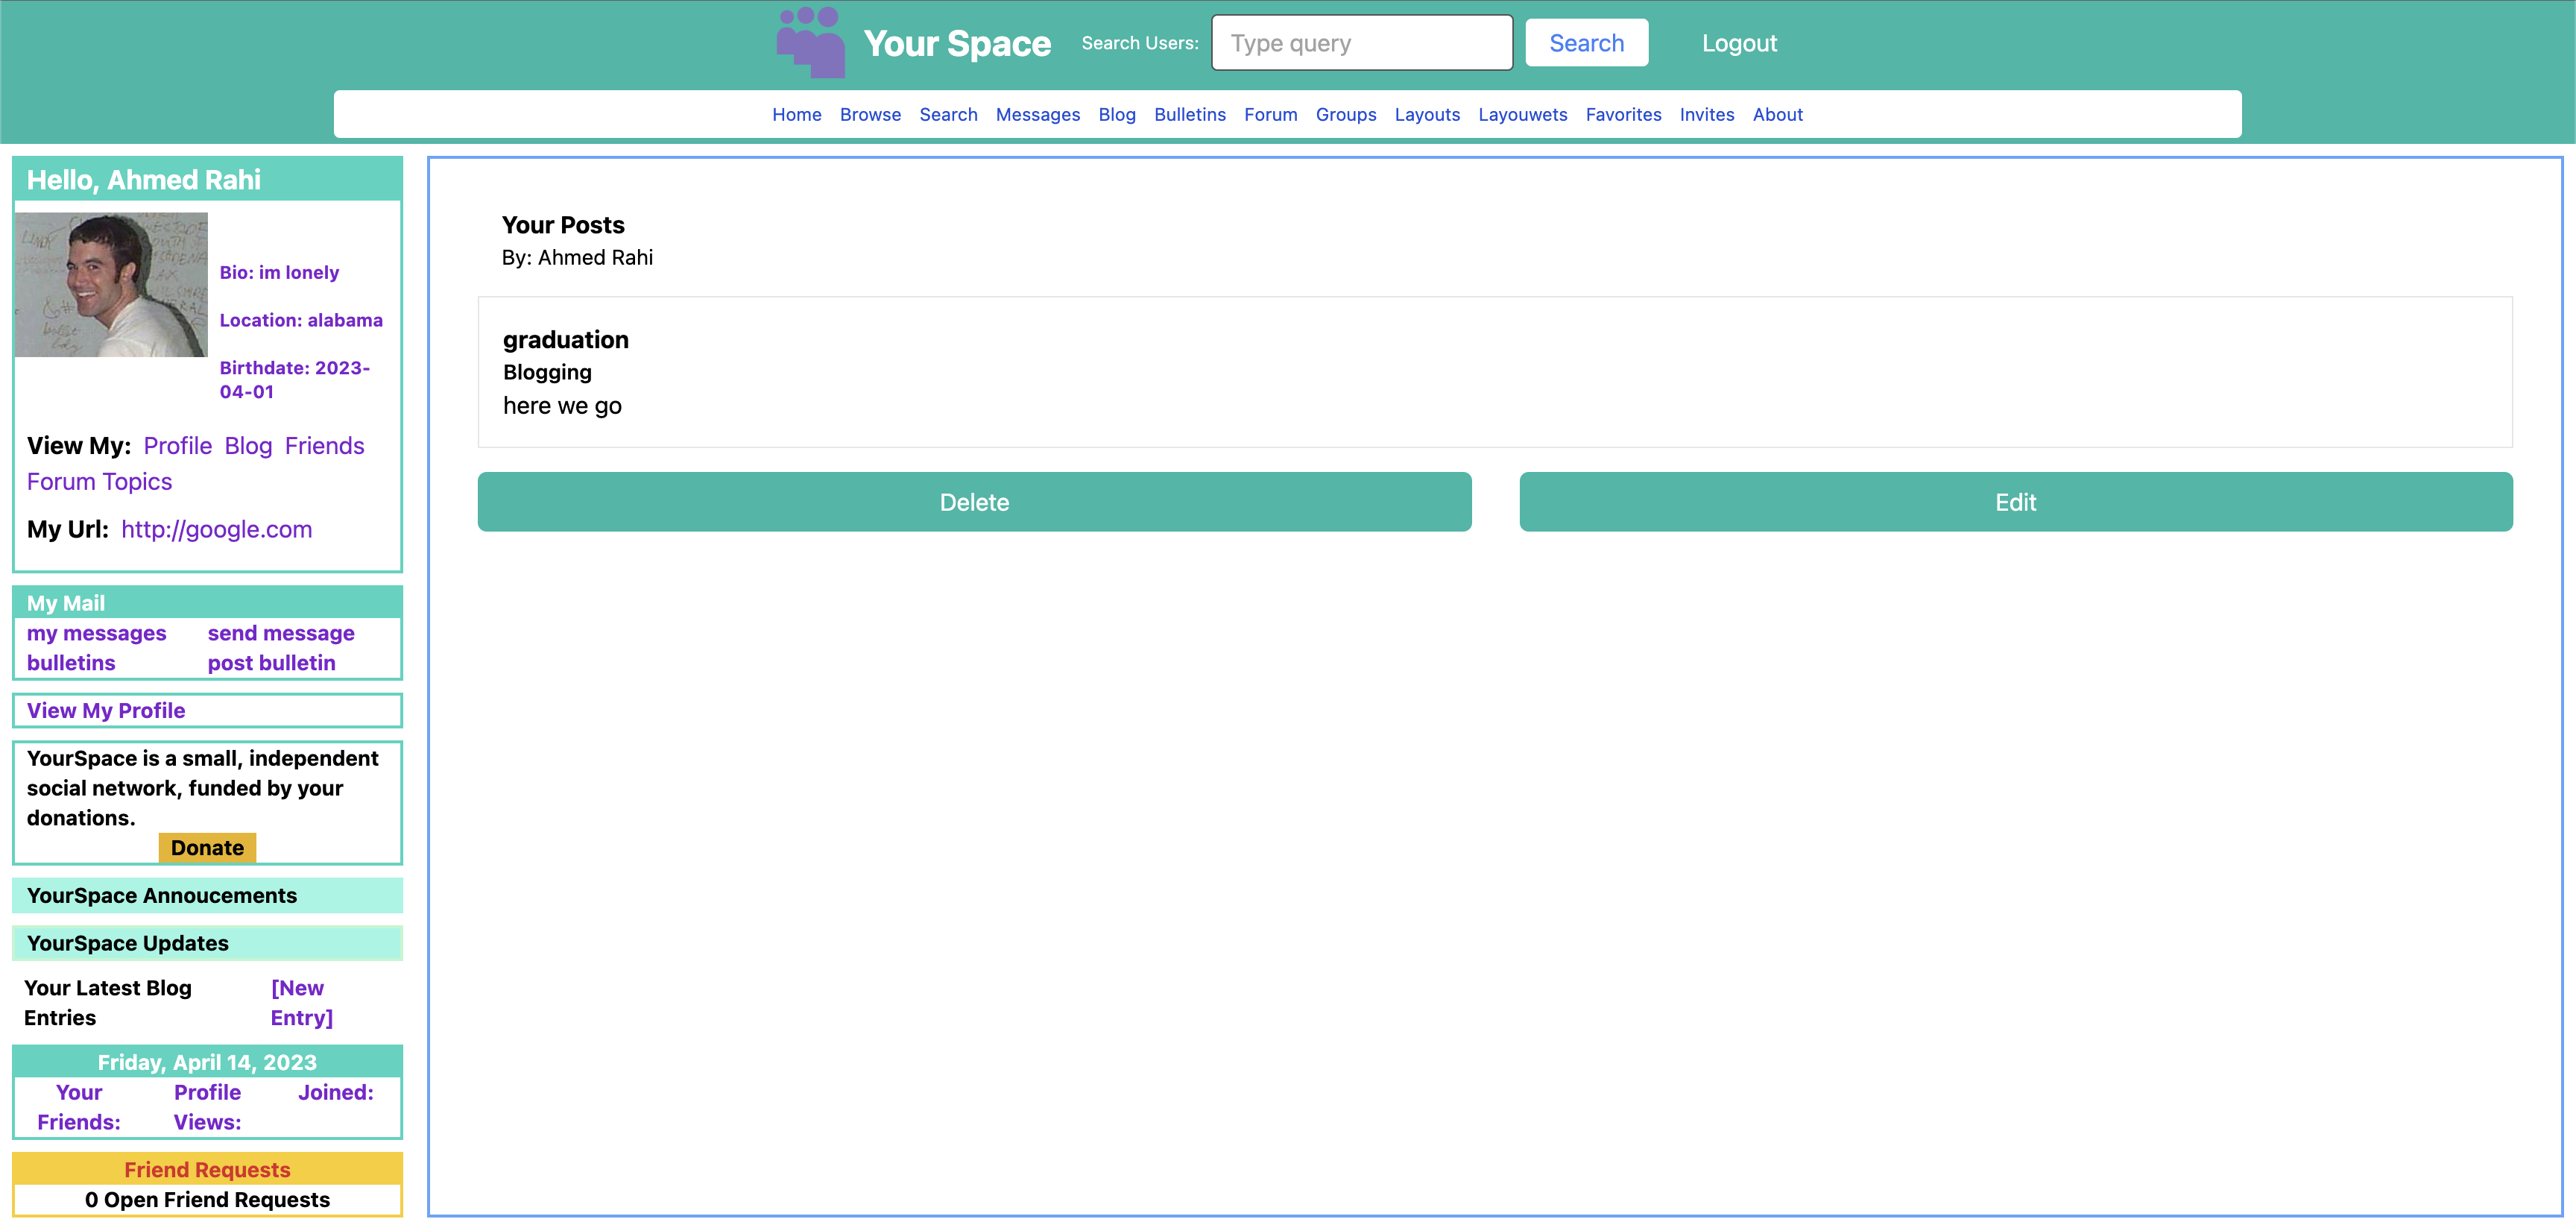 Your Space
Search Users:
Type query
Search
Logout
Home Browse Search Messages Blog Bulletins Forum Groups Layouts Layouwets Favorites Invites About
Hello, Ahmed Rahi
Bio: im lonely
Location: alabama
Birthdate: 2023-
04-01
View My: Profile Blog Friends
Forum Topics
My Url: http://google.com
My Mail
my messages send message
bulletins post bulletin
View My Profile
YourSpace is a small, independent
social network, funded by your
donations.
Donate
YourSpace Annoucements
YourSpace Updates
Your Latest Blog
Entries
[New
Entry]
Friday, April 14, 2023
Your
Friends:
Profile
Views:
Joined:
Friend Requests
0 Open Friend Requests
Your Posts
By: Ahmed Rahi
graduation
Blogging
here we go
Delete
Edit